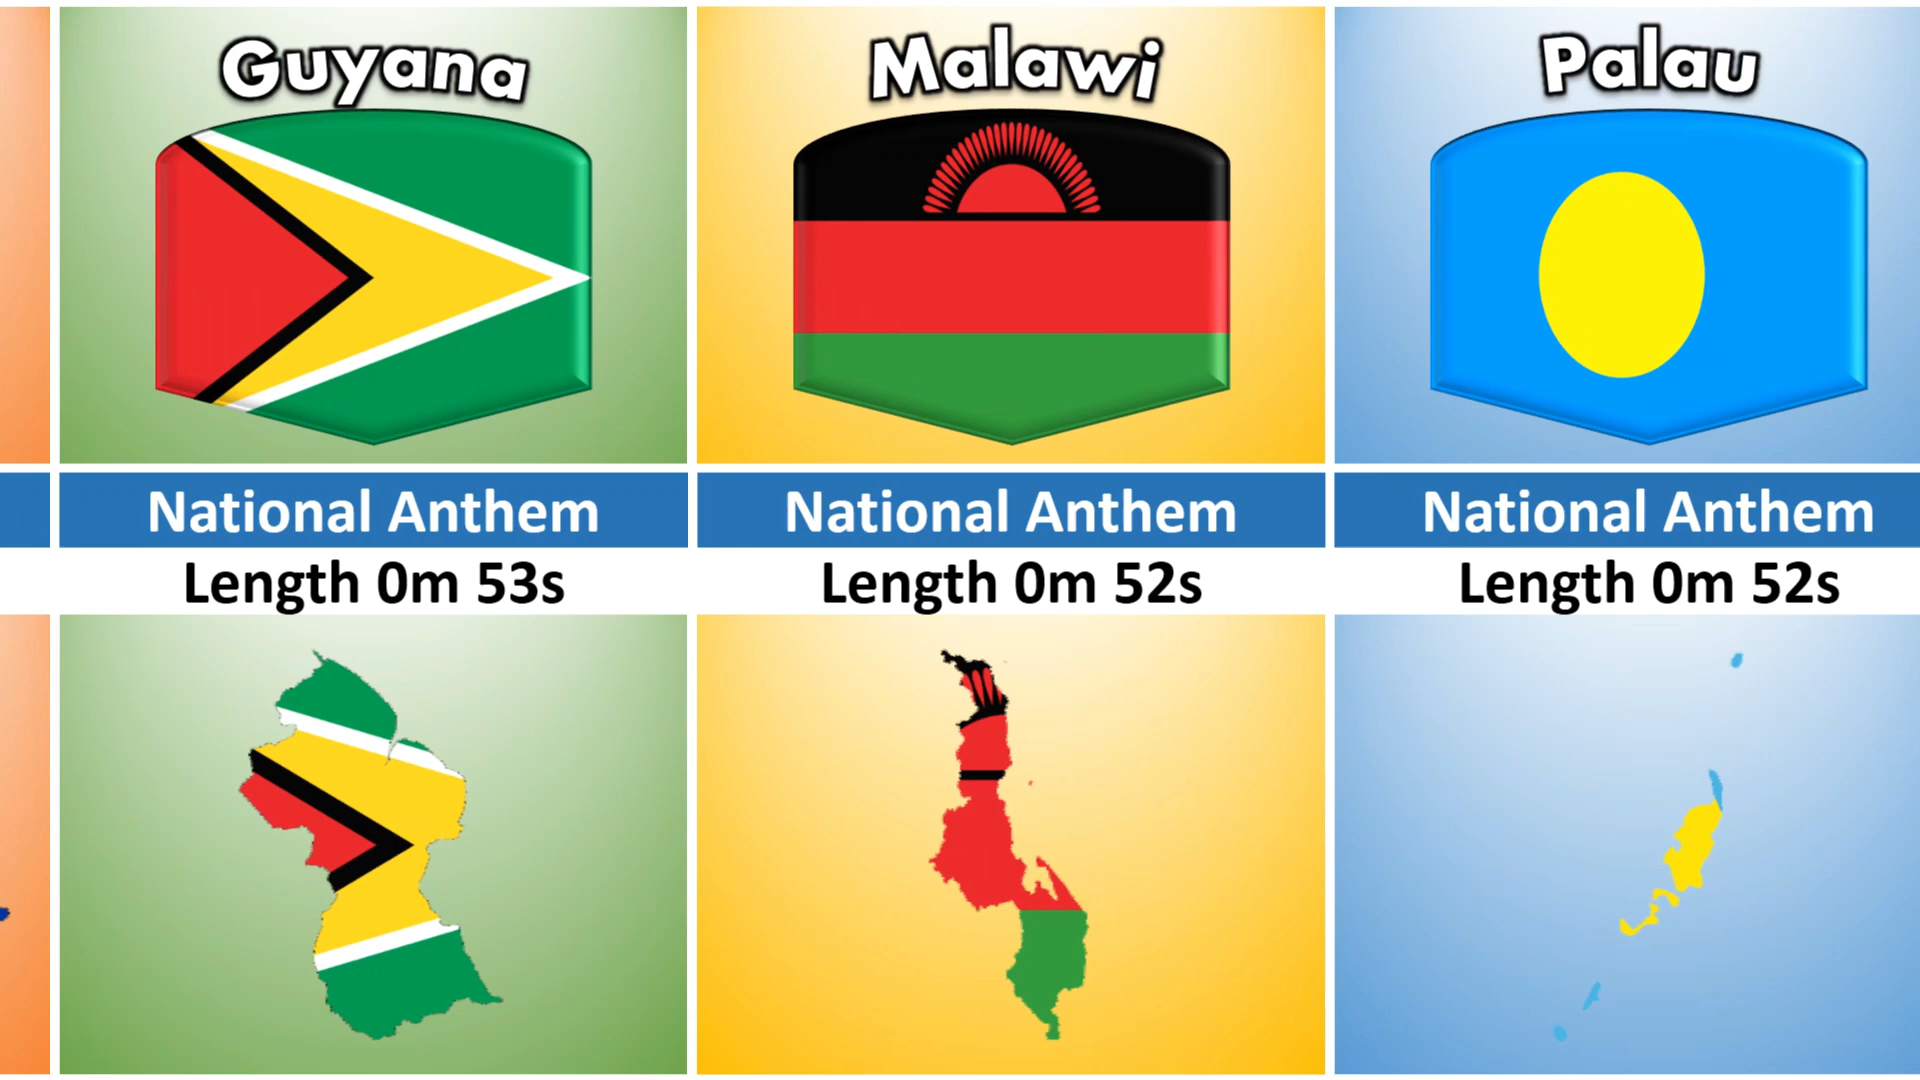 Guyana
National Anthem
Length 0m 53s
Malawi
National Anthem
Length 0m 52s
Palau
National Anthem
Length 0m 52s